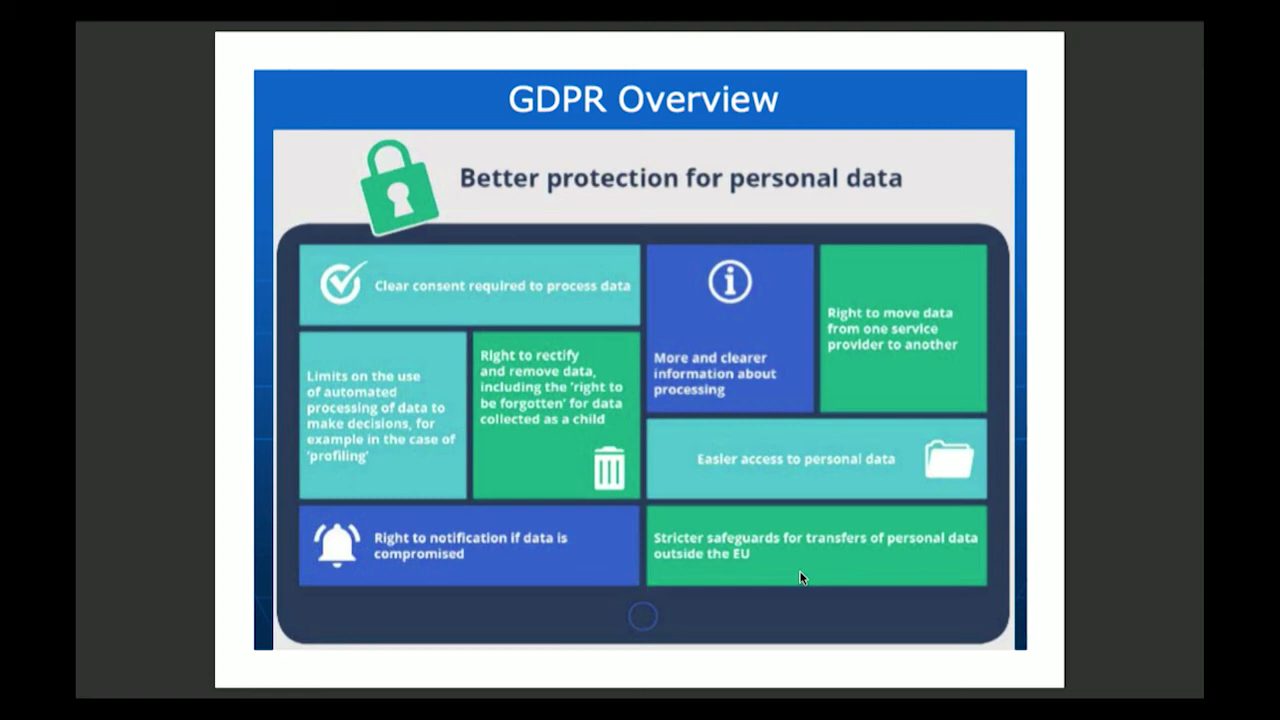 GDPR Overview
Better protection for personal data
Clear consent required to process data
Limits on the use
of automated
processing of data to
make decisions, for
example in the case of
‘profiling’
Right to rectify
and remove data,
including the ‘right to
be forgotten’ for data
collected as a child
Right to notification if data is
compromised
More and clearer
information about
processing
Right to move data
from one service
provider to another
Easier access to personal data
Stricter safeguards for transfers of personal data
outside the EU